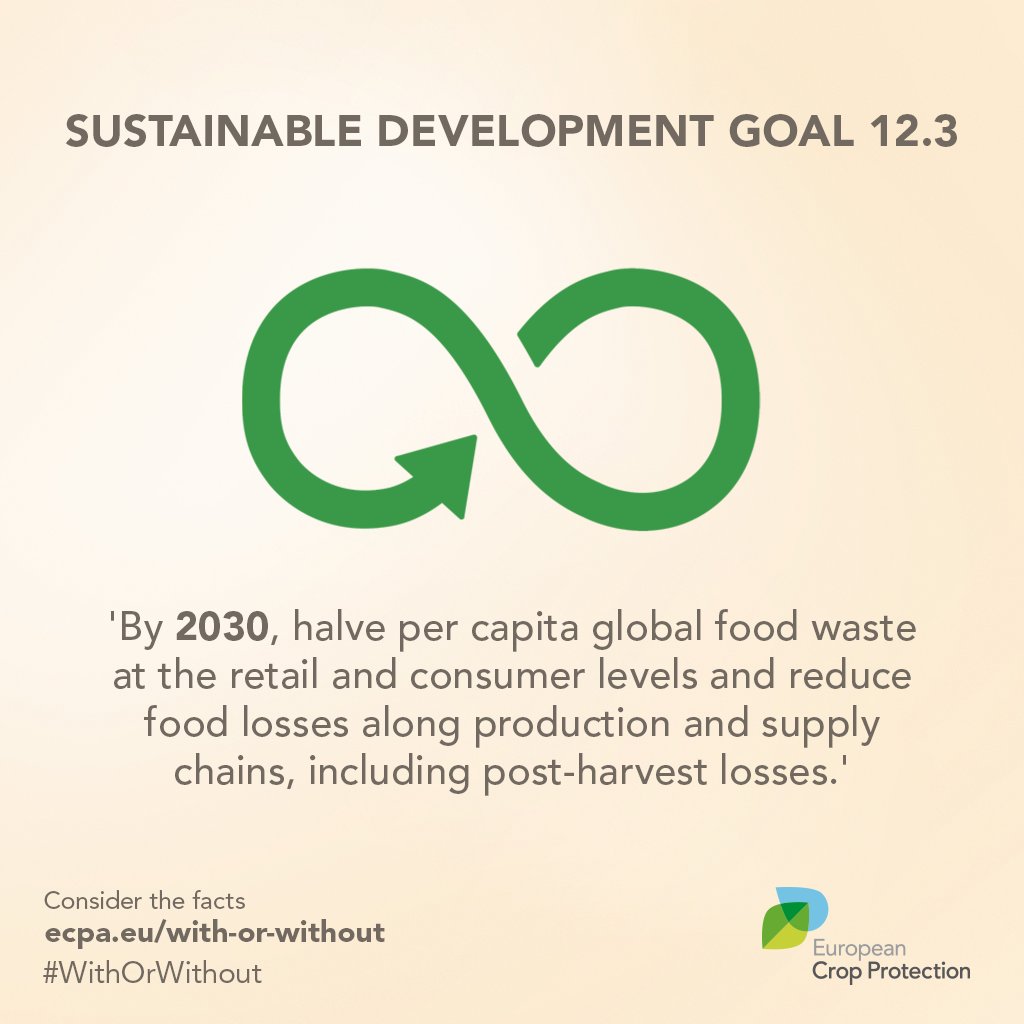 SUSTAINABLE DEVELOPMENT GOAL 12.3
'By 2030, halve per capita global food waste
at the retail and consumer levels and reduce
food losses along production and supply
chains, including post-harvest losses.'
Consider the facts
ecpa.eu/with-or-without
#WithOrWithout
European
Crop Protection